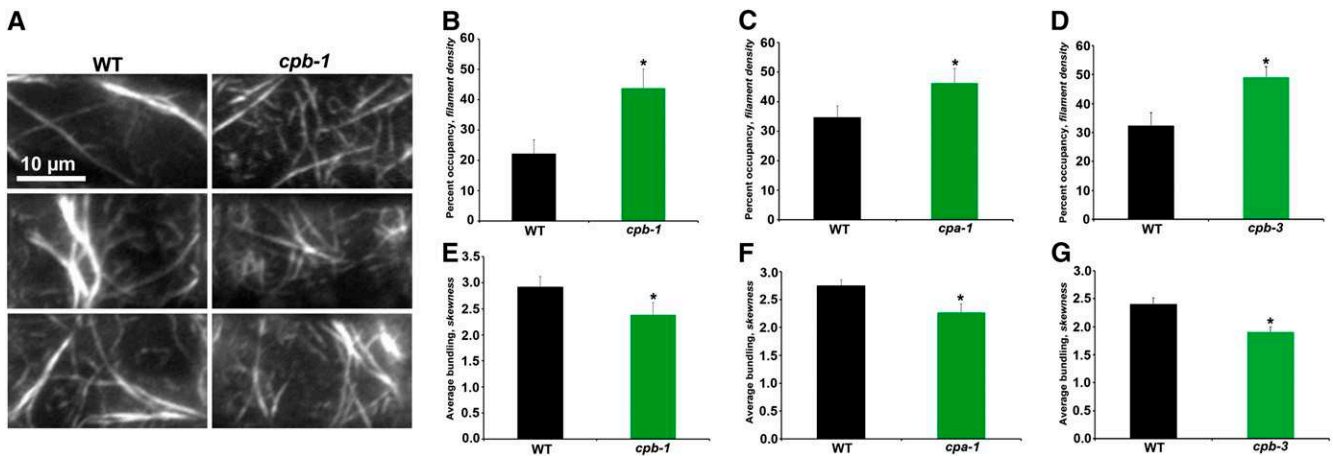 A
WT
cpb-1
10 µm
B
Percent occupancy, filament density
60
50
40
30
20
10
0
*
WT
cpb-1
C
Percent occupancy, filament density
60
50
40
30
20
10
0
*
WT
cpa-1
D
Percent occupancy, filament density
60
50
40
30
20
10
0
*
WT
cpb-3
E
Average bundling, skewness
3.5
3.0
2.5
2.0
1.5
1.0
0.5
0.0
*
WT
cpb-1
F
Average bundling, skewness
3.0
2.5
2.0
1.5
1.0
0.5
0.0
*
WT
cpa-1
G
Average bundling, skewness
3.0
2.5
2.0
1.5
1.0
0.5
0.0
*
WT
cpb-3